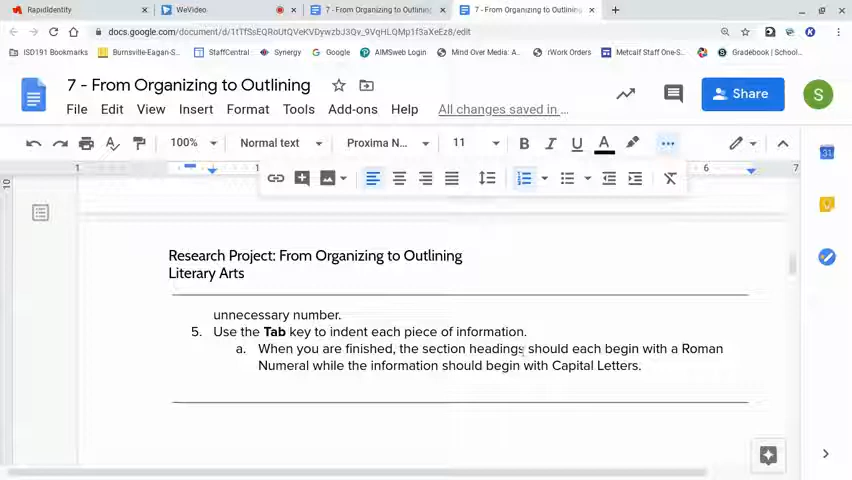 RapidIdentity
WeVideo
7 - From Organizing to Outlining
7 - From Organizing to Outlining
docs.google.com/document/d/1tTfSsEQRoUfQVeKVDywzbJ3Qv_9VqHLQMp1f3aXeEz8/edit
ISD191 Bookmarks
Burnsville-Eagan-S...
StaffCentral
Synergy
Google
AIMSweb Login
Mind Over Media: A...
rWork Orders
Metcalf Staff One-S...
Gradebook | School...
7 - From Organizing to Outlining
File Edit View Insert Format Tools Add-ons Help All changes saved in ...
Share
S
100% Normal text Proxima N... 11 B I U A
1 6 7
10
31
Research Project: From Organizing to Outlining
Literary Arts
unnecessary number.
5. Use the Tab key to indent each piece of information.
a. When you are finished, the section headings should each begin with a Roman
Numeral while the information should begin with Capital Letters.